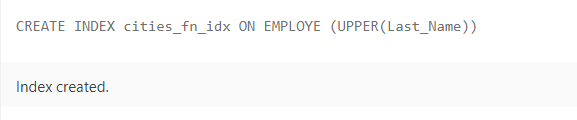 CREATE INDEX cities_fn_idx ON EMPLOYE (UPPER(Last_Name))
Index created.